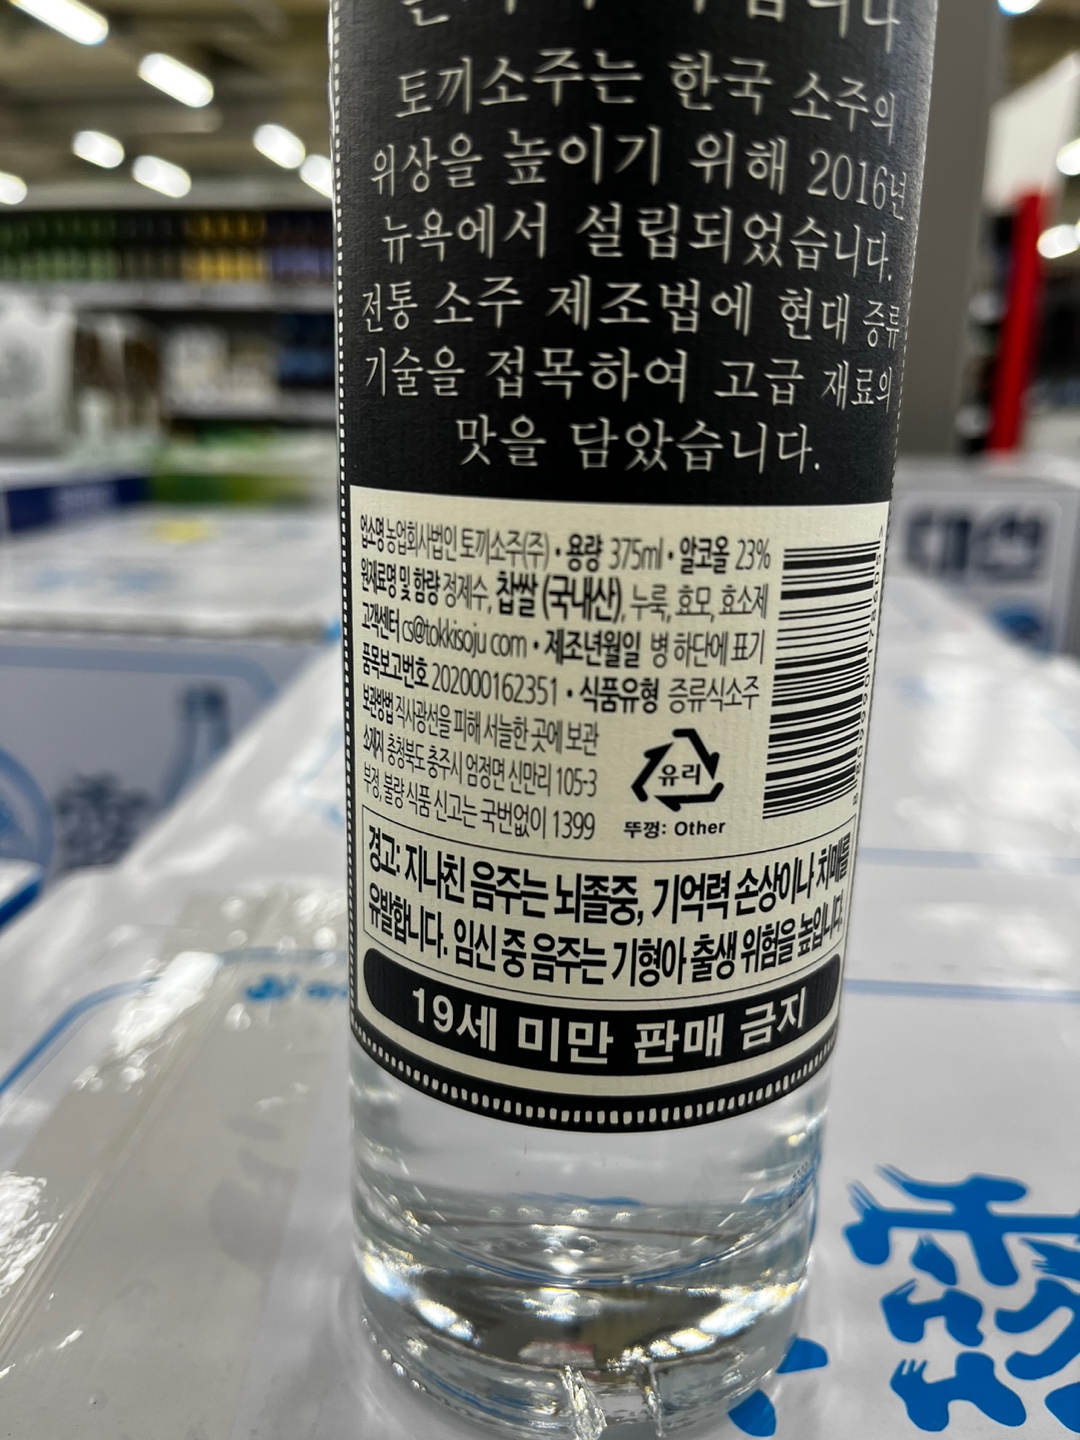 토끼소주는 한국 소주의
위상을 높이기 위해 2016년
뉴욕에서 설립되었습니다.
전통 소주 제조법에 현대 증류
기술을 접목하여 고급 재료의
맛을 담았습니다.
업소명 농업회사법인 토끼소주(주) • 용량 375ml • 알코올 23%
원재료명 및 함량 정제수, 찹쌀 (국내산), 누룩, 효모, 효소제
고객센터 cs@tokkisoju.com • 제조년월일 병 하단에 표기
품목보고번호 202000162351 • 식품유형 증류식소주
보관방법 직사광선을 피해 서늘한 곳에 보관
소재지 충청북도 충주시 엄정면 신만리 105-3
부정, 불량 식품 신고는 국번없이 1399
유리
뚜껑: Other
경고: 지나친 음주는 뇌졸중, 기억력 손상이나 치매를
유발합니다. 임신 중 음주는 기형아 출생 위험을 높입니다.
19세 미만 판매 금지
대선